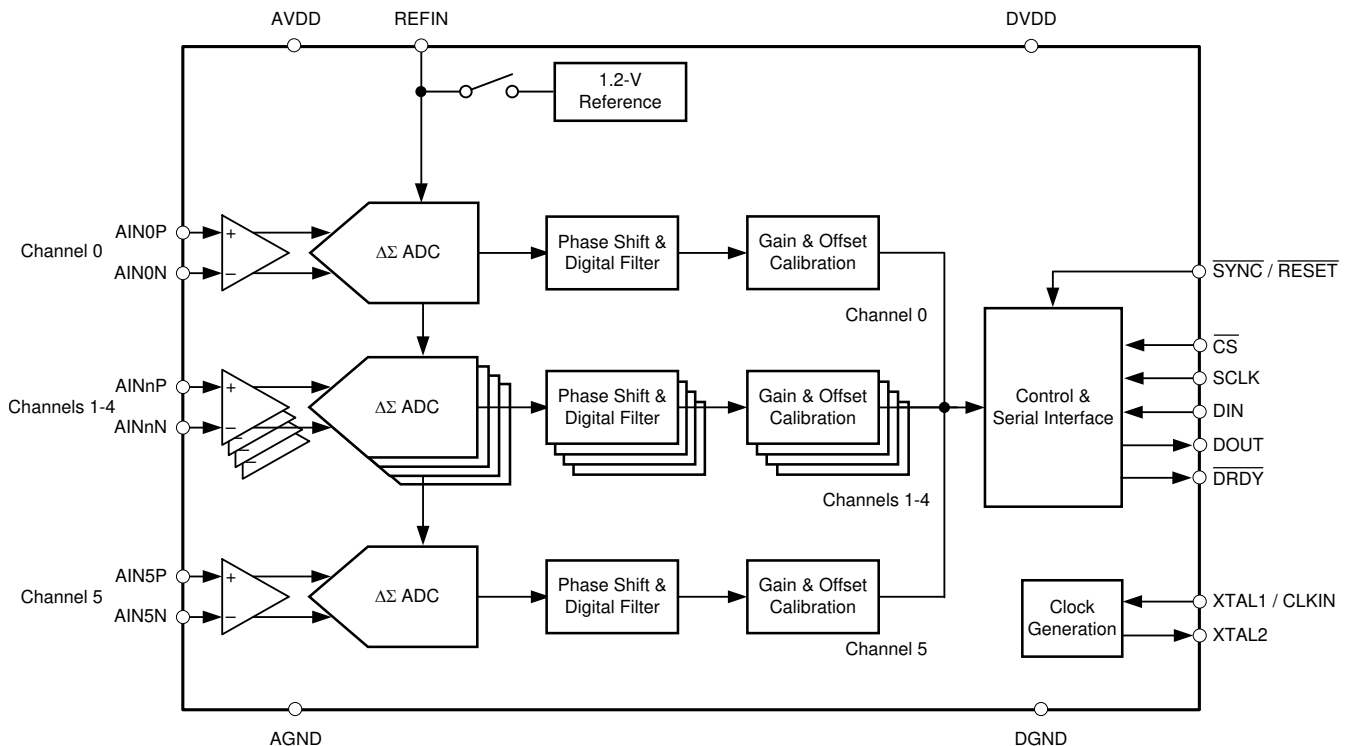 AVDD
REFIN
DVDD
1.2-V
Reference
Channel 0
AIN0P
AIN0N
+
−
ΔΣ ADC
Phase Shift &
Digital Filter
Gain & Offset
Calibration
Channel 0
SYNC / RESET
Channels 1-4
AINnP
AINnN
+
−
−
−
−
ΔΣ ADC
Phase Shift &
Digital Filter
Gain & Offset
Calibration
Channels 1-4
Control &
Serial Interface
CS
SCLK
DIN
DOUT
DRDY
Channel 5
AIN5P
AIN5N
+
−
ΔΣ ADC
Phase Shift &
Digital Filter
Gain & Offset
Calibration
Channel 5
Clock
Generation
XTAL1 / CLKIN
XTAL2
AGND
DGND